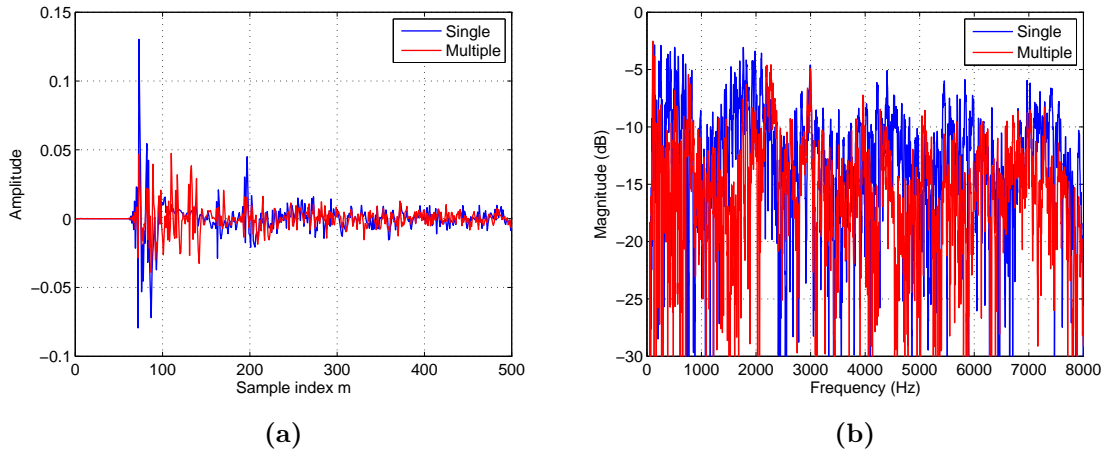 0.15
0.1
0.05
0
−0.05
−0.1
0
100
200
300
400
500
Amplitude
Sample index m
Single
Multiple
(a)
0
−5
−10
−15
−20
−25
−30
0
1000
2000
3000
4000
5000
6000
7000
8000
Magnitude (dB)
Frequency (Hz)
Single
Multiple
(b)